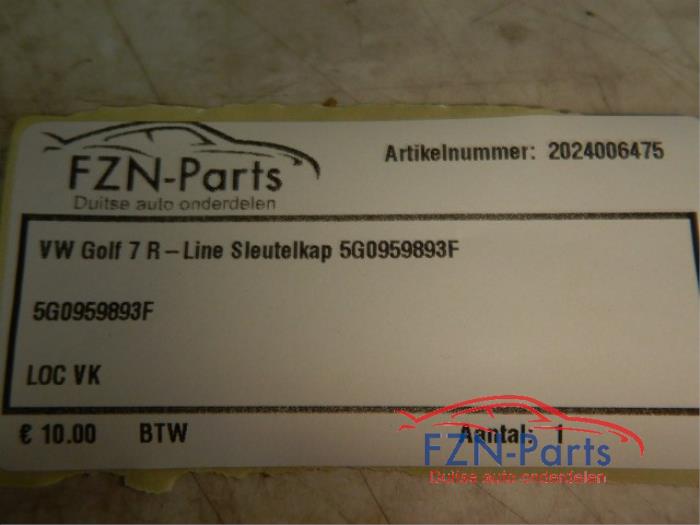 FZN-Parts
Duitse auto onderdelen
Artikelnummer: 2024006475
VW Golf 7 R-Line Sleutelkap 5G0959893F
5G0959893F
LOC VK
€ 10.00 BTW Aantal: 1
FZN-Parts
Duitse auto onderdelen